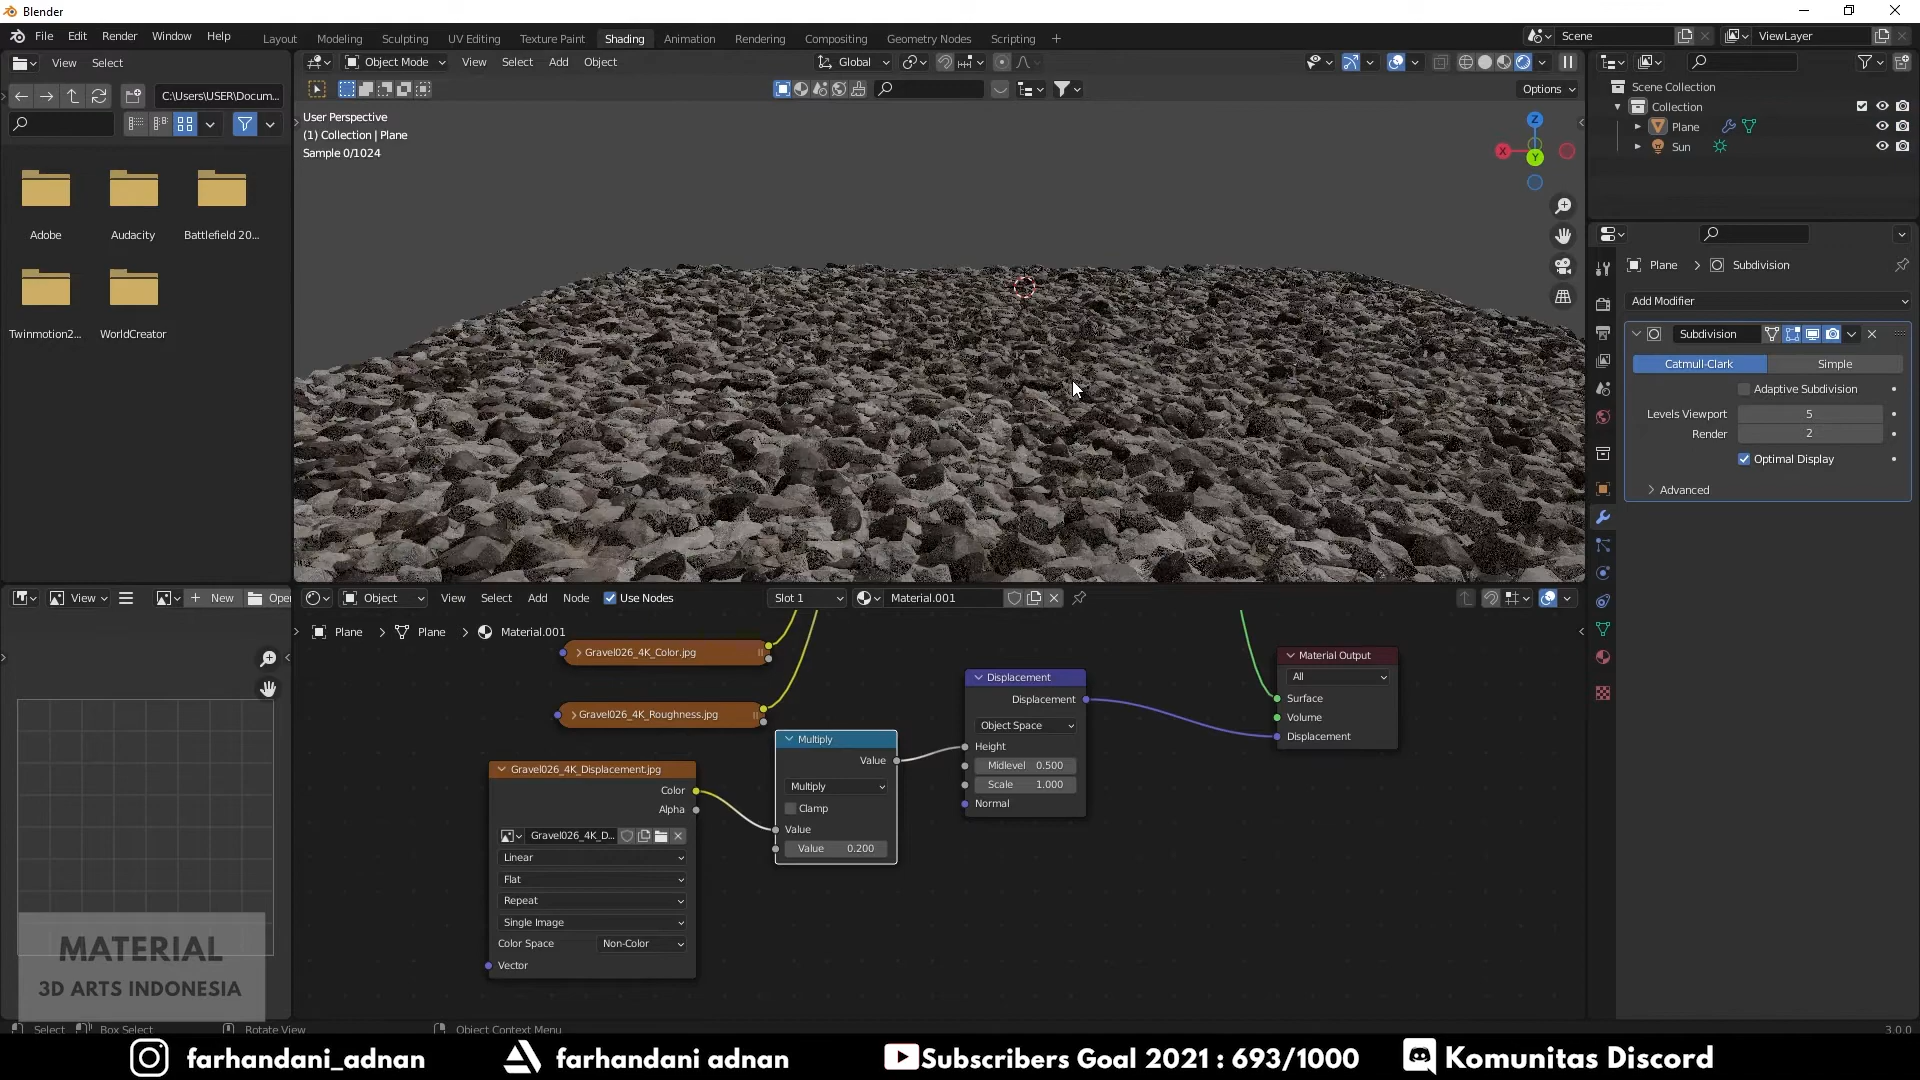 Blender
File Edit Render Window Help
Layout Modeling Sculpting UV Editing Texture Paint Shading Animation Rendering Compositing Geometry Nodes Scripting +
Scene
ViewLayer
View Select
Object Mode View Select Add Object
Global
C:\Users\USER\Docum...
Options
User Perspective
(1) Collection | Plane
Sample 0/1024
Z
X
Y
Scene Collection
Collection
Plane
Sun
Adobe
Audacity
Battlefield 20...
Twinmotion2...
WorldCreator
Plane > Subdivision
Add Modifier
Subdivision
Catmull-Clark
Simple
Adaptive Subdivision
Levels Viewport 5
Render 2
Optimal Display
Advanced
View
New
Open
Object View Select Add Node Use Nodes
Slot 1
Material.001
Plane > Plane > Material.001
Gravel026_4K_Color.jpg
Gravel026_4K_Roughness.jpg
Gravel026_4K_Displacement.jpg
Color
Alpha
Gravel026_4K_D...
Linear
Flat
Repeat
Single Image
Color Space Non-Color
Vector
Multiply
Value
Multiply
Clamp
Value
Value 0.200
Displacement
Displacement
Object Space
Height
Midlevel 0.500
Scale 1.000
Normal
Material Output
All
Surface
Volume
Displacement
MATERIAL
3D ARTS INDONESIA
Select Box Select Rotate View Object Context Menu
3.0.0
farhandani_adnan
farhandani adnan
Subscribers Goal 2021 : 693/1000
Komunitas Discord